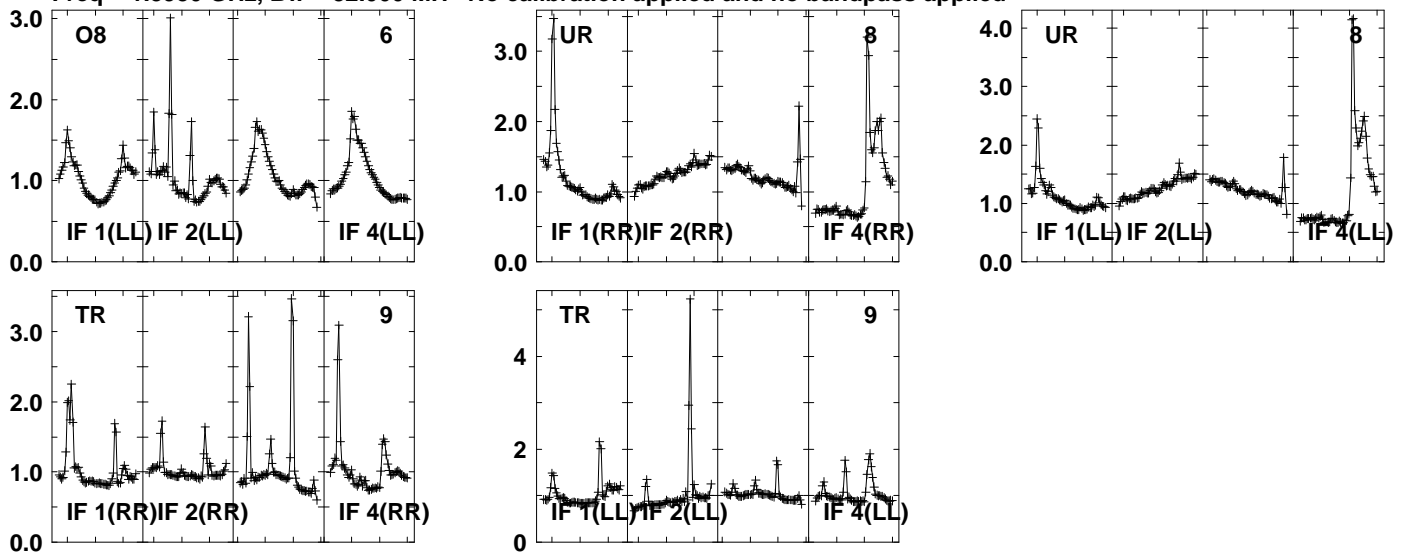 O8 6
3.0
2.0
1.0
0.0
IF 1(LL) IF 2(LL) IF 4(LL)
UR 8
3.0
2.0
1.0
0.0
IF 1(RR) IF 2(RR) IF 4(RR)
UR 8
4.0
3.0
2.0
1.0
0.0
IF 1(LL) IF 2(LL) IF 4(LL)
TR 9
3.0
2.0
1.0
0.0
IF 1(RR) IF 2(RR) IF 4(RR)
TR 9
4
2
0
IF 1(LL) IF 2(LL) IF 4(LL)